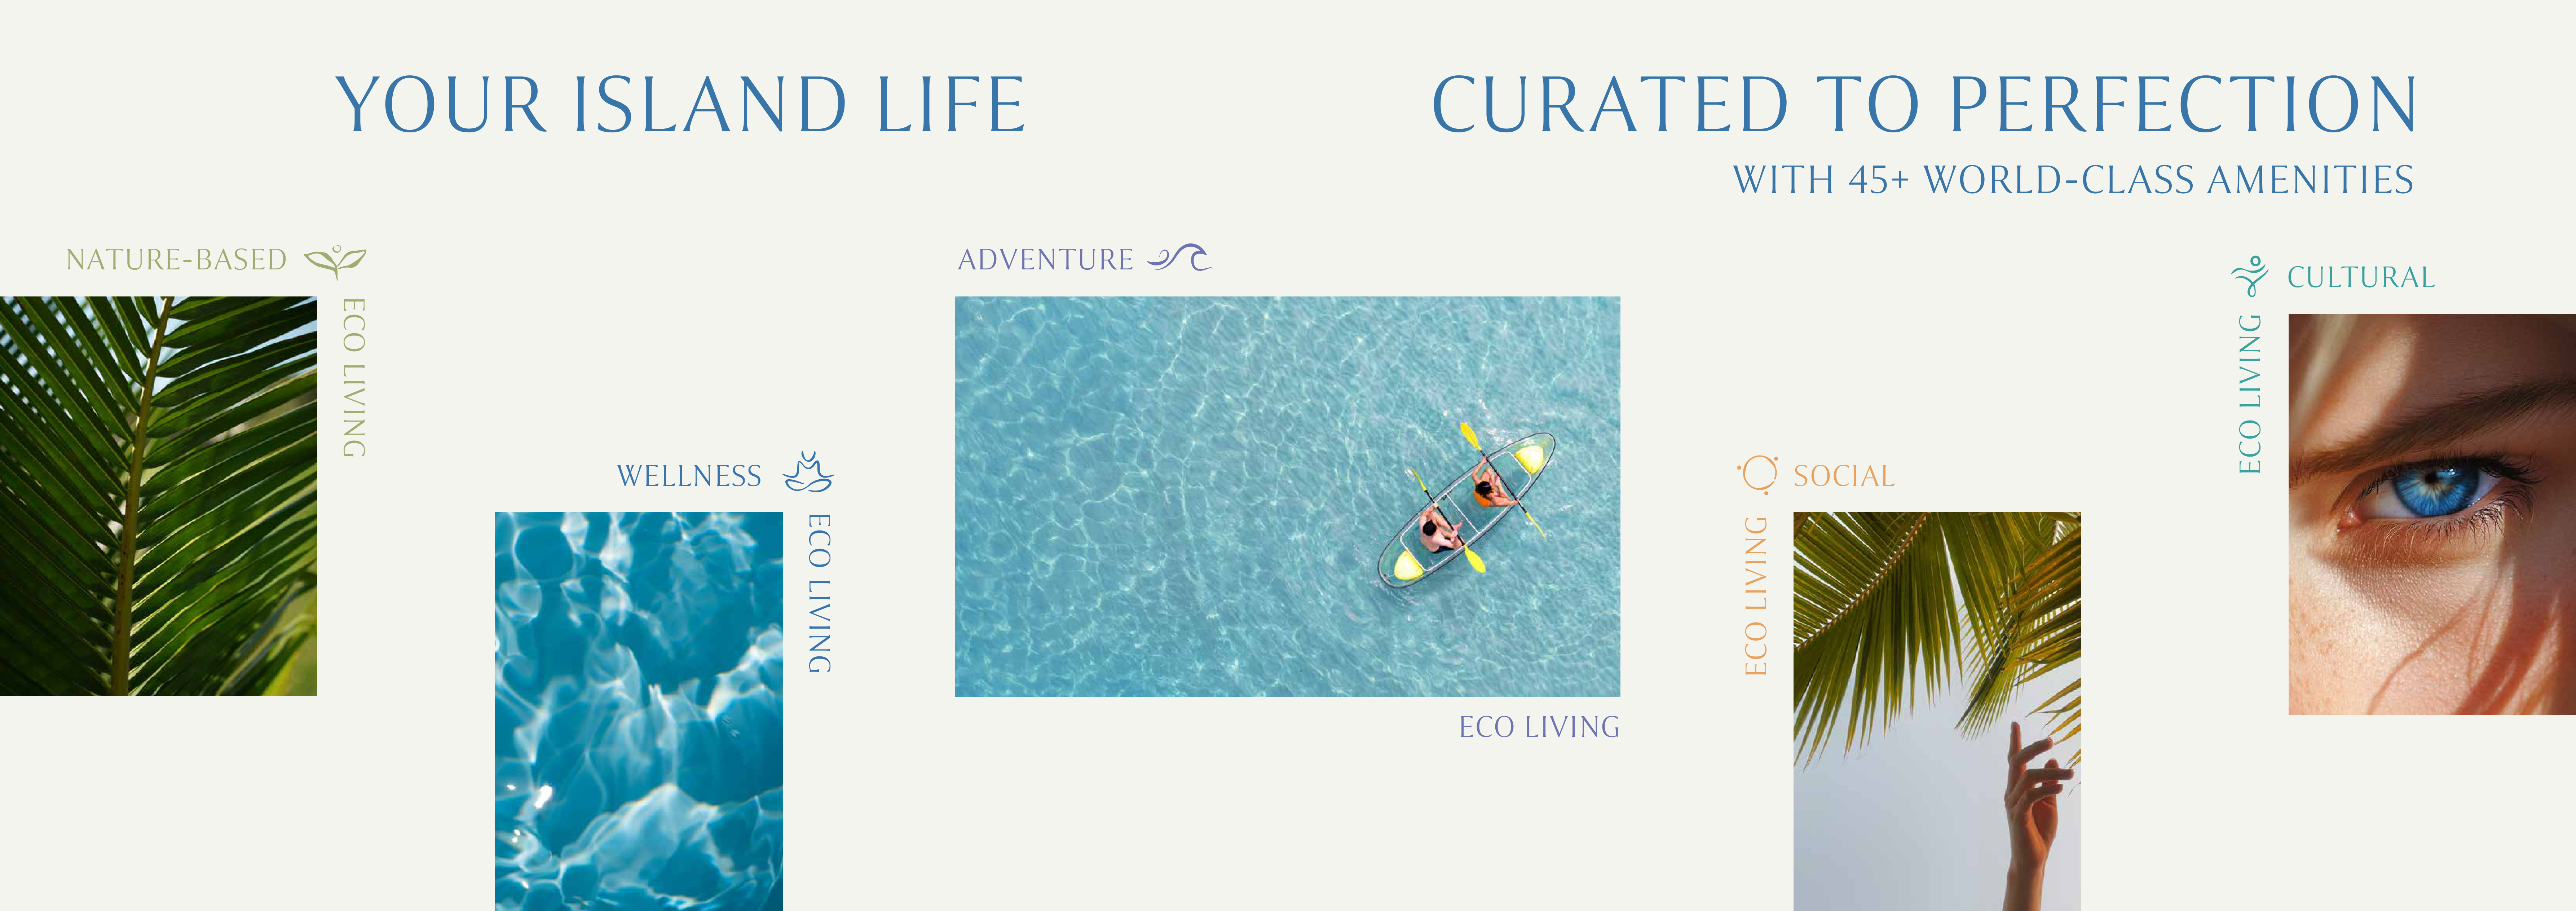 YOUR ISLAND LIFE
CURATED TO PERFECTION
WITH 45+ WORLD-CLASS AMENITIES
NATURE-BASED
ECO LIVING
WELLNESS
ECO LIVING
ADVENTURE
ECO LIVING
SOCIAL
ECO LIVING
CULTURAL
ECO LIVING